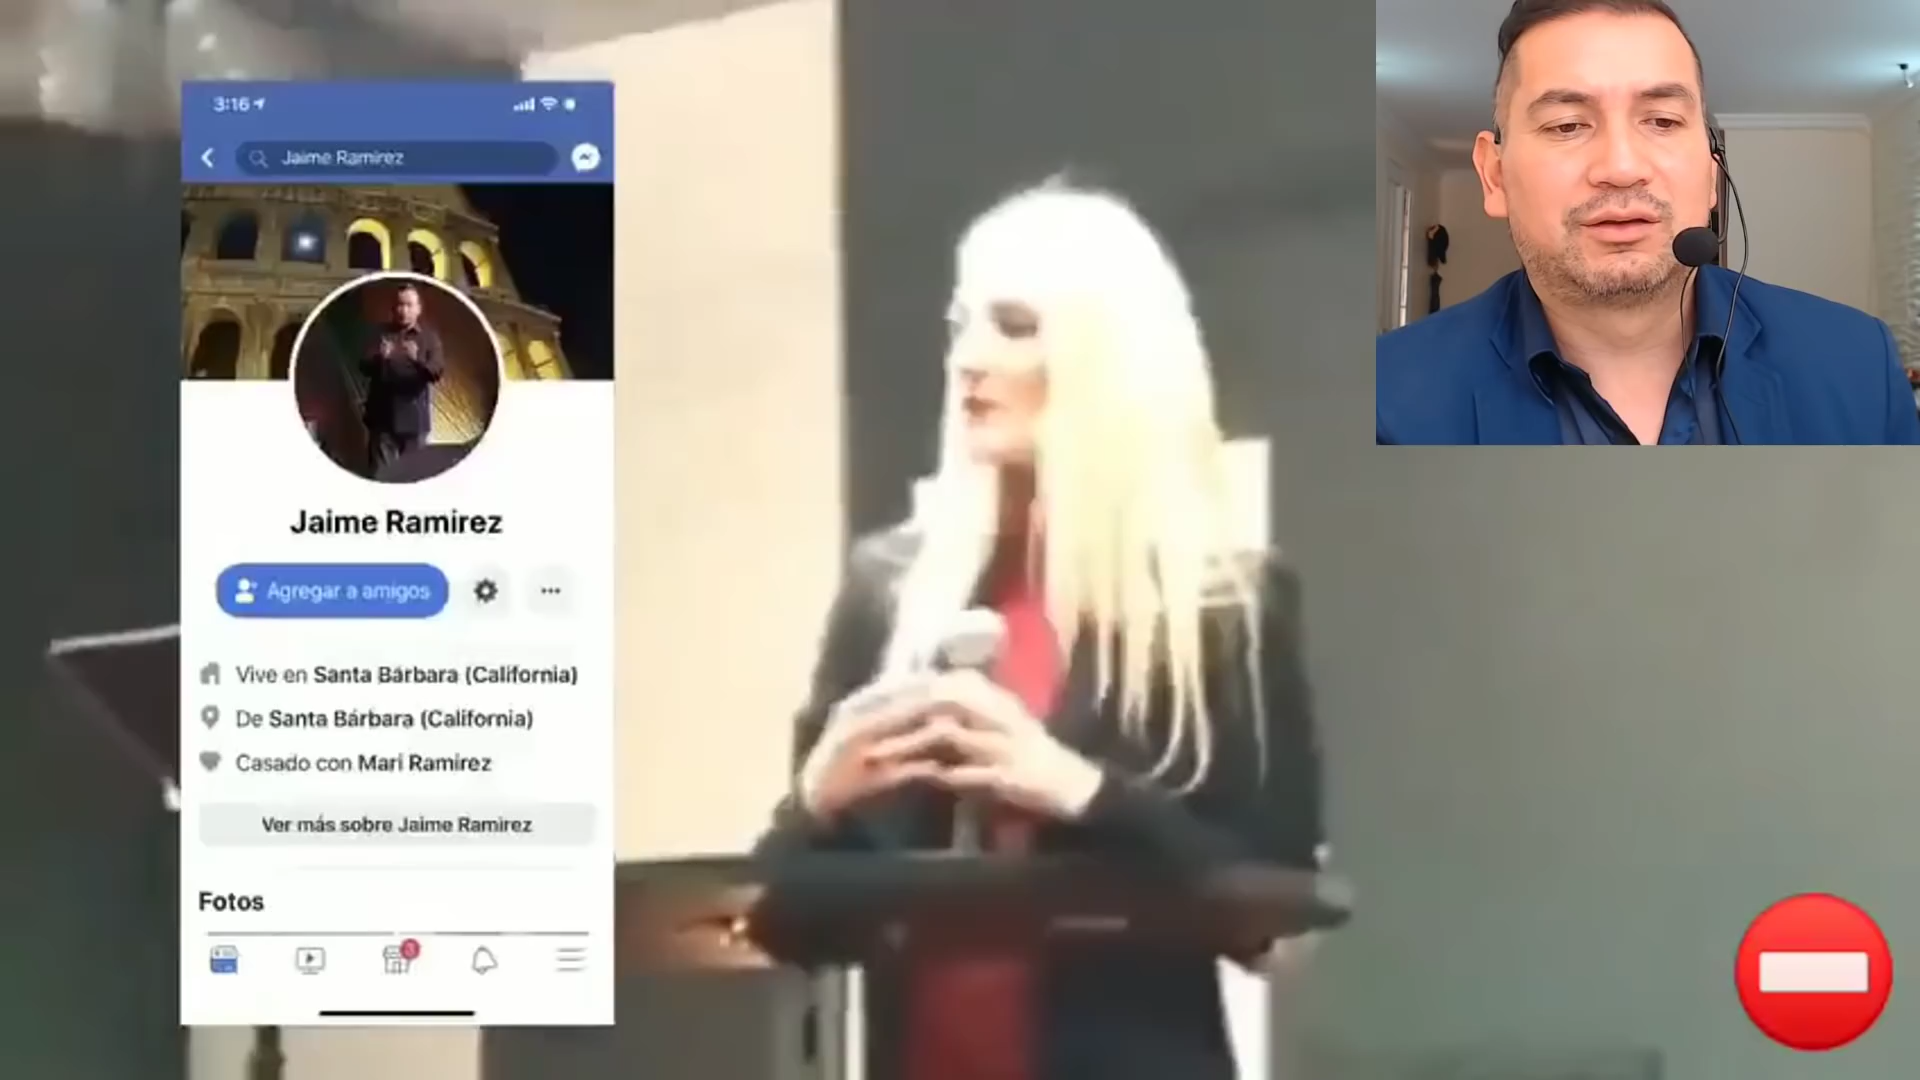 3:16
Jaime Ramirez
Jaime Ramirez
Agregar a amigos
Vive en Santa Bárbara (California)
De Santa Bárbara (California)
Casado con Mari Ramirez
Ver más sobre Jaime Ramirez
Fotos
3